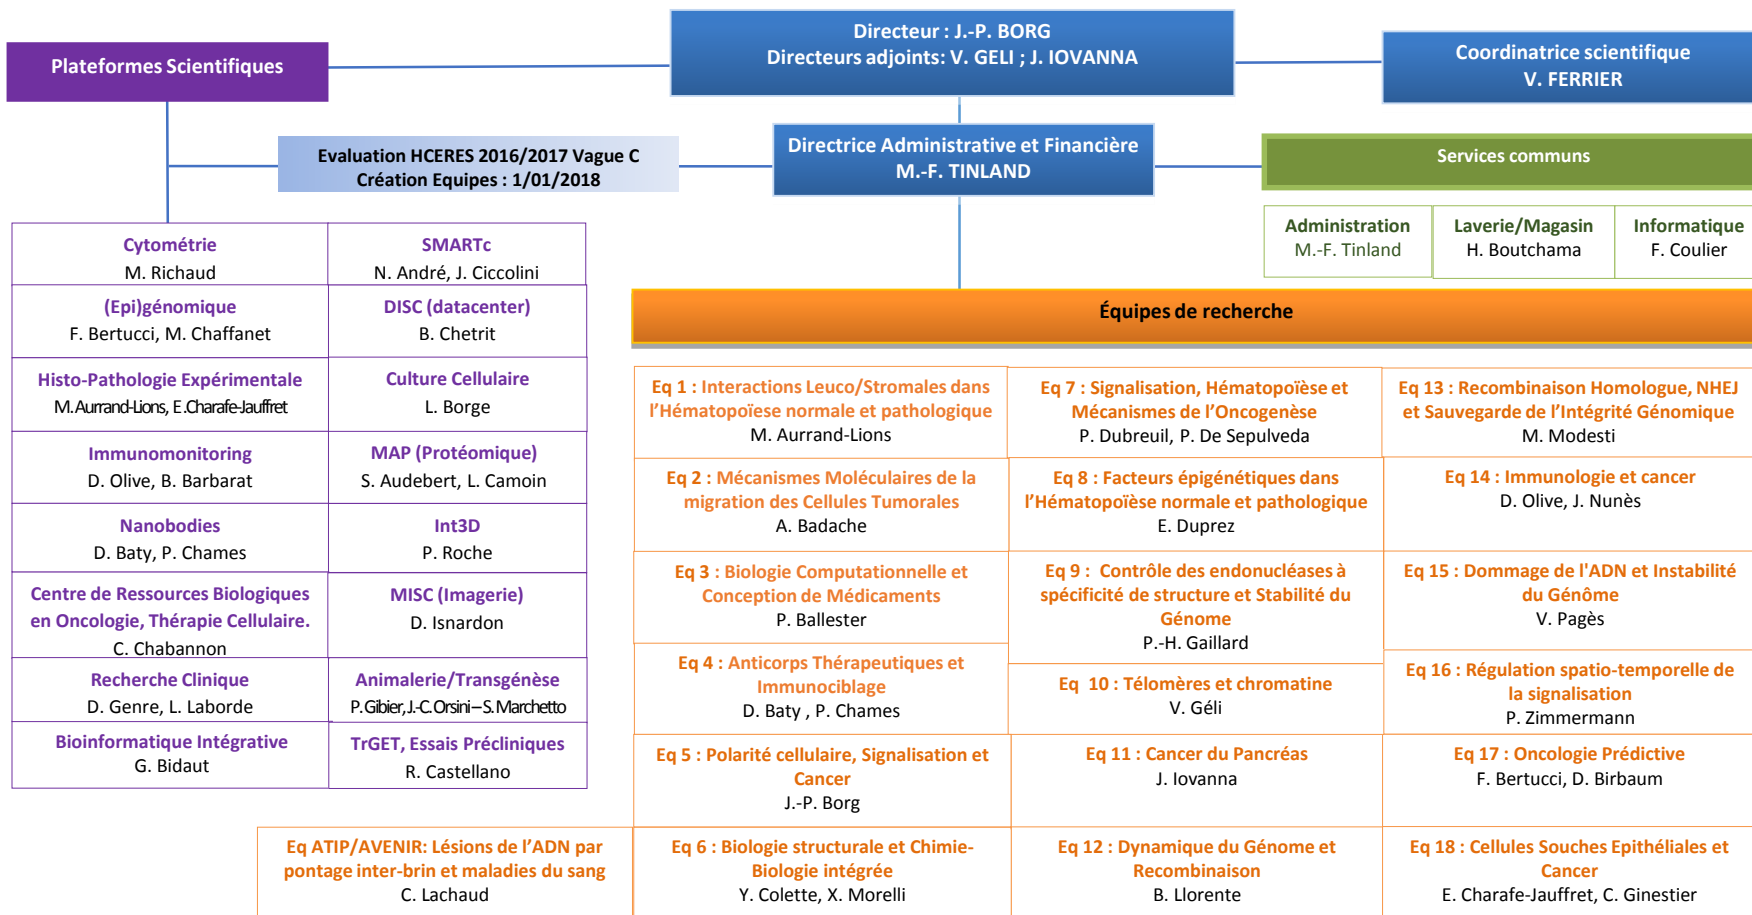 Directeur : J.-P. BORG
Directeurs adjoints: V. GELI ; J. IOVANNA
Plateformes Scientifiques
Coordinatrice scientifique
V. FERRIER
Evaluation HCERES 2016/2017 Vague C
Création Equipes : 1/01/2018
Directrice Administrative et Financière
M.-F. TINLAND
Services communs
Administration
M.-F. Tinland
Laverie/Magasin
H. Boutchama
Informatique
F. Coulier
Cytométrie
M. Richaud
SMARTc
N. André, J. Ciccolini
(Epi)génomique
F. Bertucci, M. Chaffanet
DISC (datacenter)
B. Chetrit
Histo-Pathologie Expérimentale
M.Aurrand-Lions, E.Charafe-Jauffret
Culture Cellulaire
L. Borge
Immunomonitoring
D. Olive, B. Barbarat
MAP (Protéomique)
S. Audebert, L. Camoin
Nanobodies
D. Baty, P. Chames
Int3D
P. Roche
Centre de Ressources Biologiques
en Oncologie, Thérapie Cellulaire.
C. Chabannon
MISC (Imagerie)
D. Isnardon
Recherche Clinique
D. Genre, L. Laborde
Animalerie/Transgénèse
P.Gibier, J.-C.Orsini–S.Marchetto
Bioinformatique Intégrative
G. Bidaut
TrGET, Essais Précliniques
R. Castellano
Équipes de recherche
Eq 1 : Interactions Leuco/Stromales dans
l’Hématopoïese normale et pathologique
M. Aurrand-Lions
Eq 7 : Signalisation, Hématopoïèse et
Mécanismes de l’Oncogenèse
P. Dubreuil, P. De Sepulveda
Eq 13 : Recombinaison Homologue, NHEJ
et Sauvegarde de l’Intégrité Génomique
M. Modesti
Eq 2 : Mécanismes Moléculaires de la
migration des Cellules Tumorales
A. Badache
Eq 8 : Facteurs épigénétiques dans
l’Hématopoïèse normale et pathologique
E. Duprez
Eq 14 : Immunologie et cancer
D. Olive, J. Nunès
Eq 3 : Biologie Computationnelle et
Conception de Médicaments
P. Ballester
Eq 9 : Contrôle des endonucléases à
spécificité de structure et Stabilité du
Génome
P.-H. Gaillard
Eq 15 : Dommage de l'ADN et Instabilité
du Génôme
V. Pagès
Eq 4 : Anticorps Thérapeutiques et
Immunociblage
D. Baty , P. Chames
Eq 10 : Télomères et chromatine
V. Géli
Eq 16 : Régulation spatio-temporelle de
la signalisation
P. Zimmermann
Eq 5 : Polarité cellulaire, Signalisation et
Cancer
J.-P. Borg
Eq 11 : Cancer du Pancréas
J. Iovanna
Eq 17 : Oncologie Prédictive
F. Bertucci, D. Birbaum
Eq ATIP/AVENIR: Lésions de l’ADN par
pontage inter-brin et maladies du sang
C. Lachaud
Eq 6 : Biologie structurale et Chimie-
Biologie intégrée
Y. Colette, X. Morelli
Eq 12 : Dynamique du Génome et
Recombinaison
B. Llorente
Eq 18 : Cellules Souches Epithéliales et
Cancer
E. Charafe-Jauffret, C. Ginestier